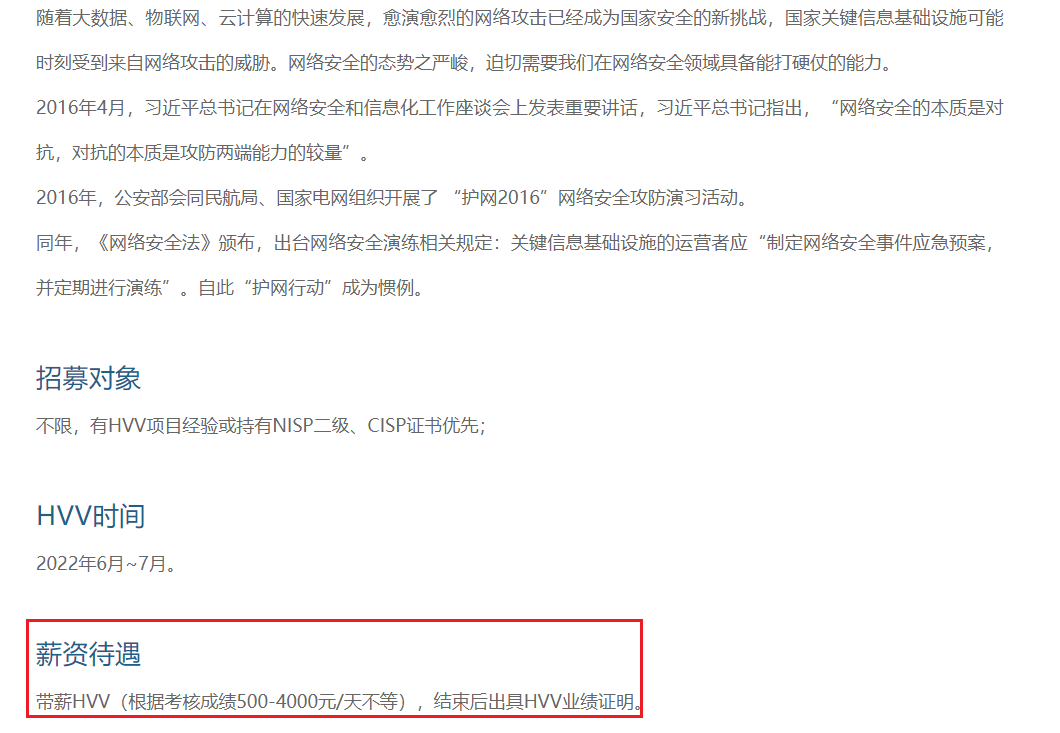 随着大数据、物联网、云计算的快速发展，愈演愈烈的网络攻击已经成为国家安全的新挑战，国家关键信息基础设施可能
时刻受到来自网络攻击的威胁。网络安全的态势之严峻，迫切需要我们在网络安全领域具备能打硬仗的能力。
2016年4月，习近平总书记在网络安全和信息化工作座谈会上发表重要讲话，习近平总书记指出，“网络安全的本质是对
抗，对抗的本质是攻防两端能力的较量”。
2016年，公安部会同民航局、国家电网组织开展了 “护网2016”网络安全攻防演习活动。
同年，《网络安全法》颁布，出台网络安全演练相关规定：关键信息基础设施的运营者应“制定网络安全事件应急预案，
并定期进行演练”。自此“护网行动”成为惯例。
招募对象
不限，有HVV项目经验或持有NISP二级、CISP证书优先；
HVV时间
2022年6月~7月。
薪资待遇
带薪HVV（根据考核成绩500-4000元/天不等），结束后出具HVV业绩证明。